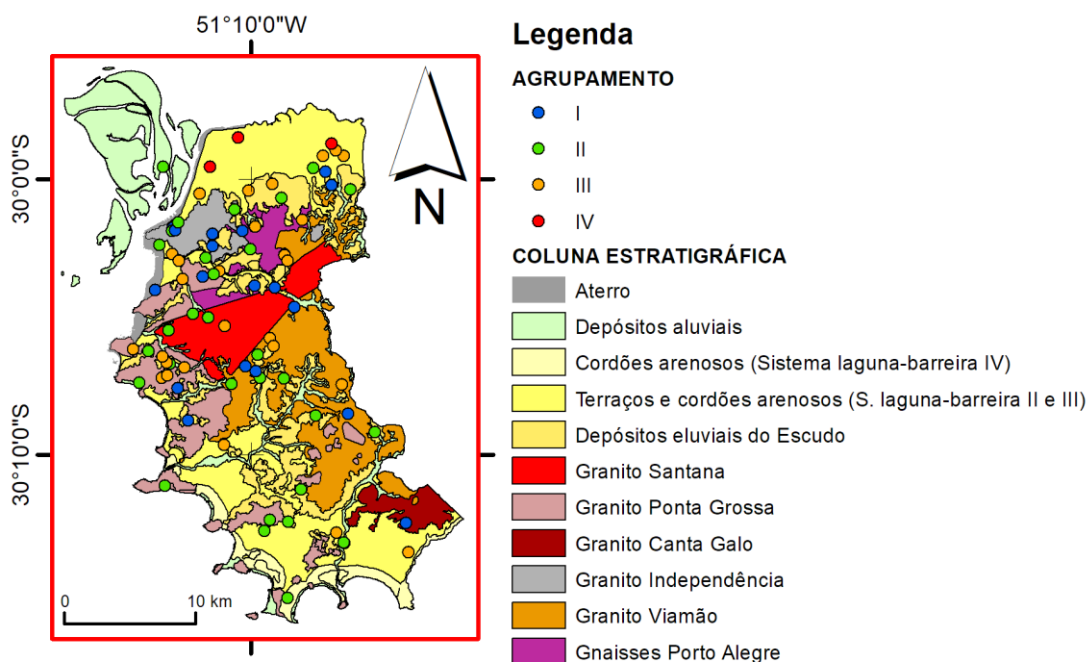 51°10'0"W
30°0'0"S
30°10'0"S
N
0 10 km
Legenda
AGRUPAMENTO
I
II
III
IV
COLUNA ESTRATIGRÁFICA
Aterro
Depósitos aluviais
Cordões arenosos (Sistema laguna-barreira IV)
Terraços e cordões arenosos (S. laguna-barreira II e III)
Depósitos eluviais do Escudo
Granito Santana
Granito Ponta Grossa
Granito Canta Galo
Granito Independência
Granito Viamão
Gnaisses Porto Alegre